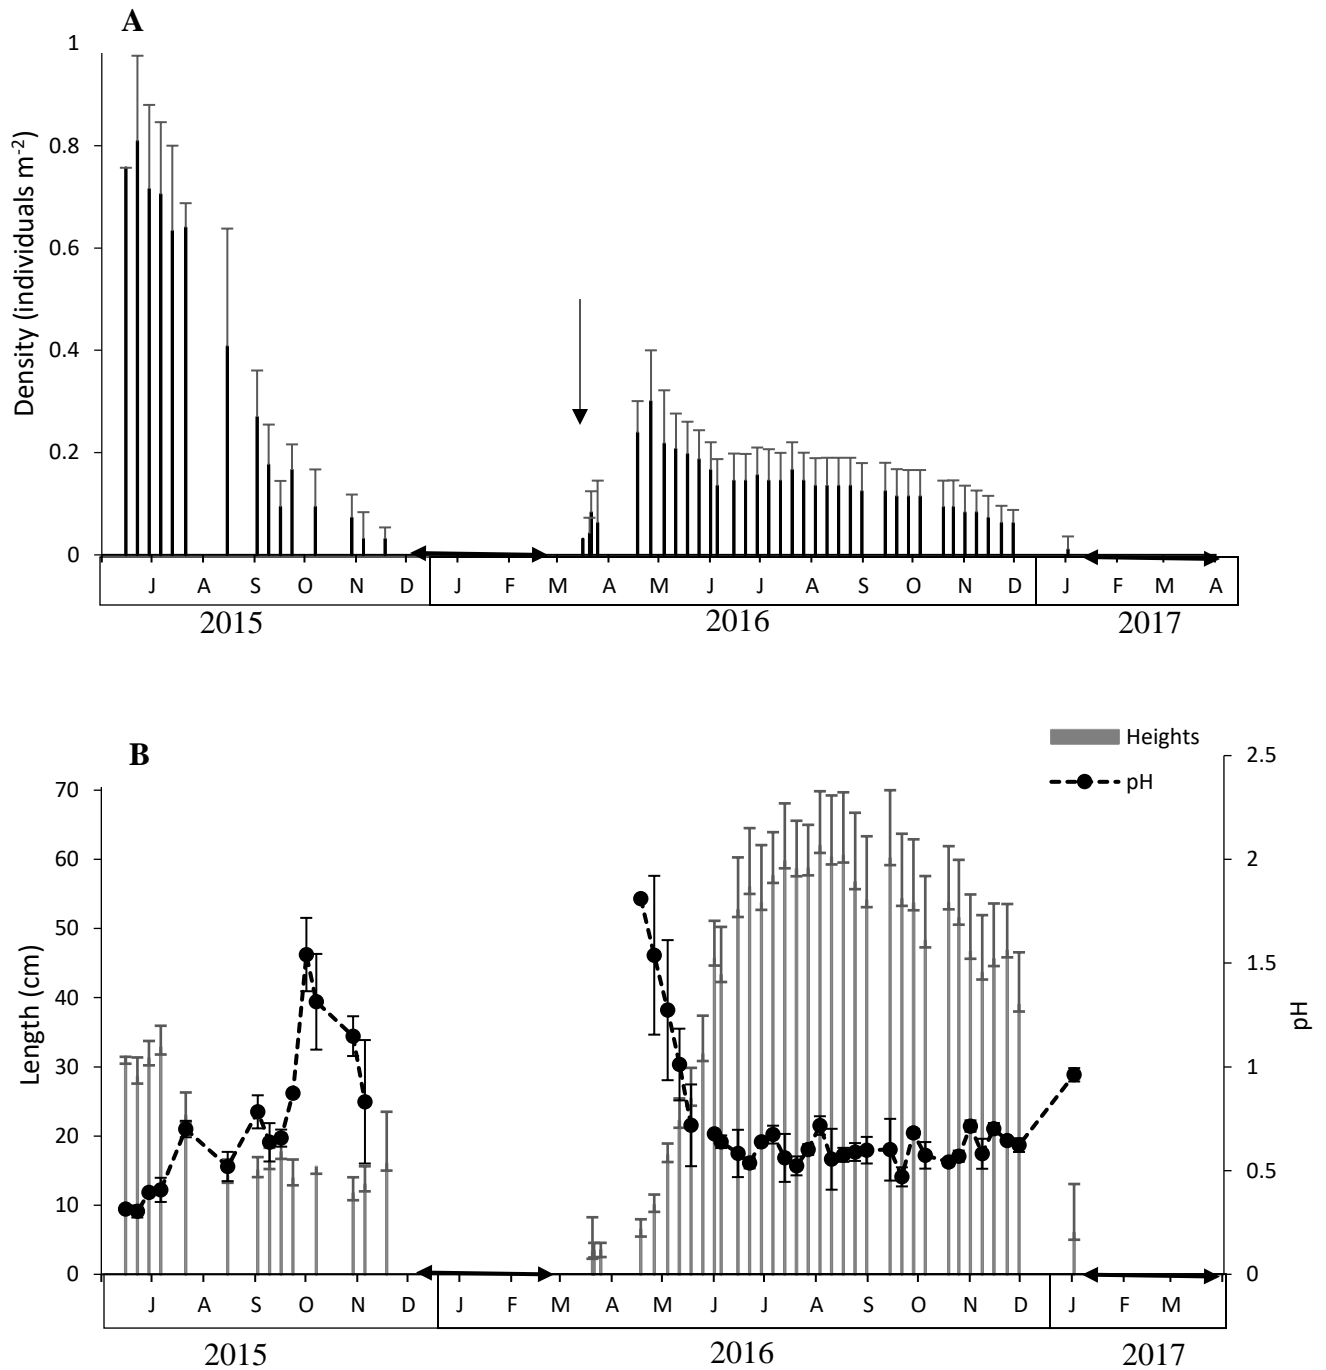 A
1
0.8
0.6
0.4
0.2
0
Density (individuals m-2)
J A S O N D J F M A M J J A S O N D J F M A
2015 2016 2017
B
Heights
pH
70
60
50
40
30
20
10
0
Length (cm)
2.5
2
1.5
1
0.5
0
pH
J A S O N D J F M A M J J A S O N D J F M
2015 2016 2017